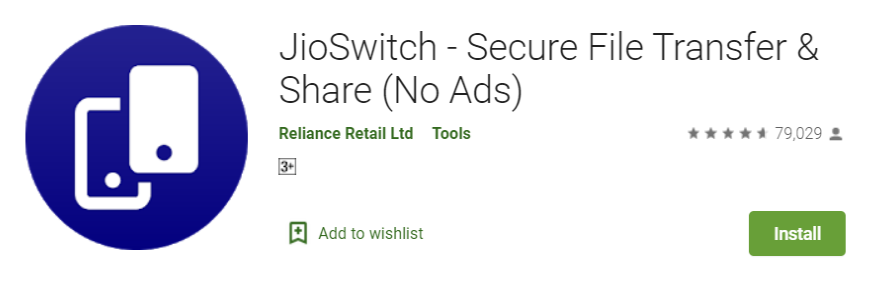 JioSwitch - Secure File Transfer &
Share (No Ads)
Reliance Retail Ltd Tools 79,029
3+
Add to wishlist
Install